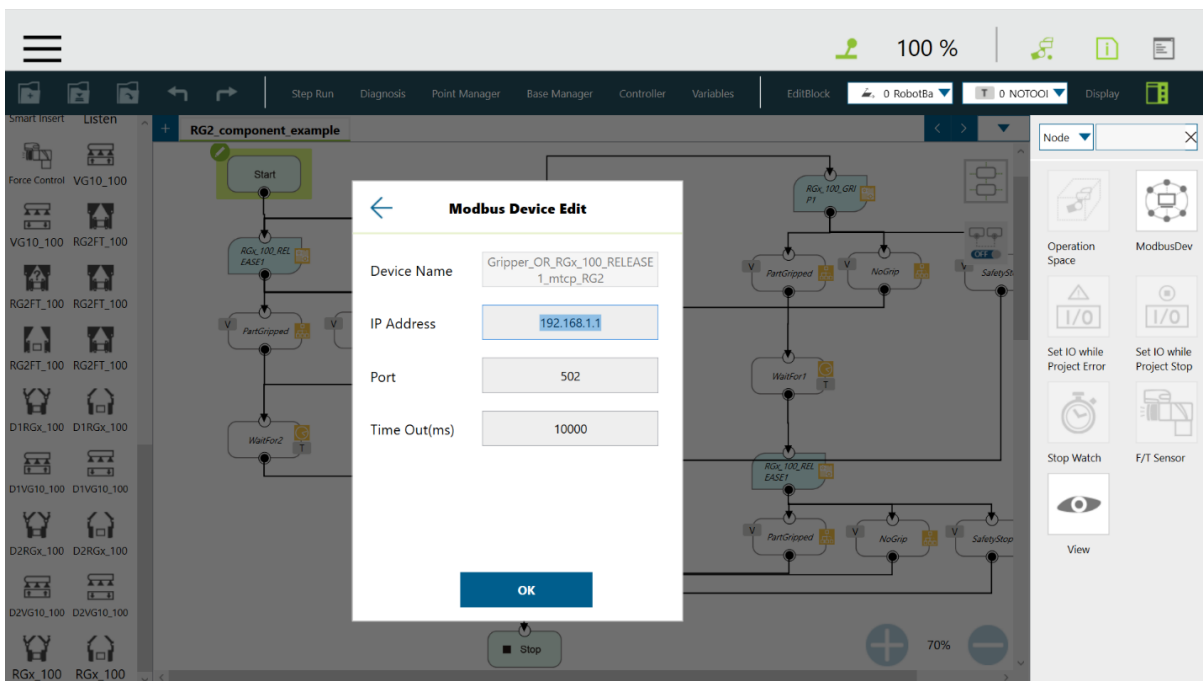 100 %
Step Run
Diagnosis
Point Manager
Base Manager
Controller
Variables
EditBlock
0 RobotBa
T 0 NOTOOl
Display
Smart Insert
Listen
Force Control
VG10_100
VG10_100
RG2FT_100
RG2FT_100
RG2FT_100
RG2FT_100
RG2FT_100
D1RGx_100
D1RGx_100
D1VG10_100
D1VG10_100
D2RGx_100
D2RGx_100
D2VG10_100
D2VG10_100
RGx_100
RGx_100
+
RG2_component_example
Start
RGx_100_REL
EASE1
V
PartGripped
V
WaitFor2
T
Stop
Modbus Device Edit
Device Name
Gripper_OR_RGx_100_RELEASE
1_mtcp_RG2
IP Address
192.168.1.1
Port
502
Time Out(ms)
10000
OK
RGx_100_GRI
P1
V
PartGripped
V
NoGrip
V
SafetySt
OFF
WaitFor1
T
RGx_100_REL
EASE1
V
PartGripped
V
NoGrip
V
SafetyStop
70%
Node
Operation
Space
ModbusDev
I/O
I/O
Set IO while
Project Error
Set IO while
Project Stop
Stop Watch
F/T Sensor
View